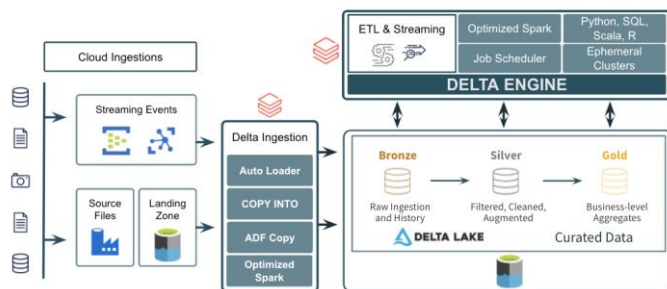 Cloud Ingestions
Streaming Events
Source
Files
Landing
Zone
Delta Ingestion
Auto Loader
COPY INTO
ADF Copy
Optimized
Spark
ETL & Streaming
Optimized Spark
Python, SQL,
Scala, R
Job Scheduler
Ephemeral
Clusters
DELTA ENGINE
Bronze
Silver
Gold
Raw Ingestion
and History
Filtered, Cleaned,
Augmented
Business-level
Aggregates
DELTA LAKE
Curated Data